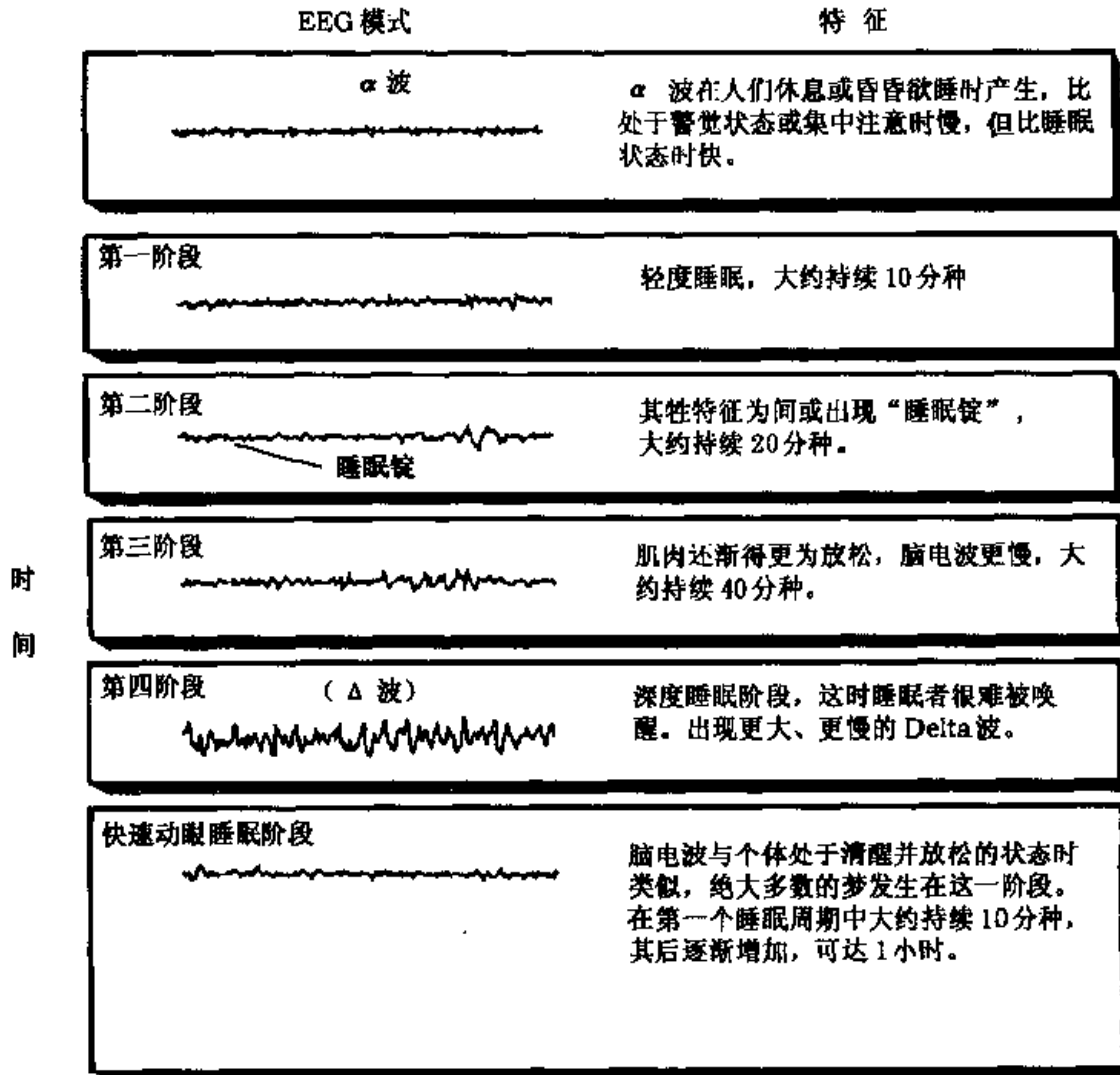 EEG 模式 特 征
α 波
α 波在人们休息或昏昏欲睡时产生，比
处于警觉状态或集中注意时慢，但比睡眠
状态时快。
第一阶段
轻度睡眠，大约持续 10分种
第二阶段
睡眠锭
其牲特征为间或出现“睡眠锭”，
大约持续 20分种。
第三阶段
肌肉还渐得更为放松，脑电波更慢，大
约持续 40分种。
时
间
第四阶段 （ Δ 波）
深度睡眠阶段，这时睡眠者很难被唤
醒。出现更大、更慢的 Delta 波。
快速动眼睡眠阶段
脑电波与个体处于清醒并放松的状态时
类似，绝大多数的梦发生在这一阶段。
在第一个睡眠周期中大约持续 10分种，
其后逐渐增加，可达 1小时。